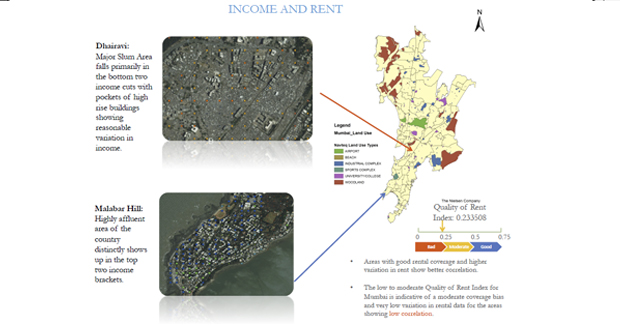 INCOME AND RENT
N
Dhairavi:
Major Slum Area
falls primarily in
the bottom two
income cuts with
pockets of high
rise buildings
showing
reasonable
variation in
income.
Legend
Mumbai_Land Use
Nashay Land Use Types
AIRPORT
BEACH
INDUSTRIAL COMPLEX
SPORTS COMPLEX
UNIVERSITY/COLLEGE
WOODLAND
Malabar Hill:
Highly affluent
area of the
country
distinctly shows
up in the top
two income
brackets.
The Nielsen Company
Quality of Rent
Index: 0.233508
0 0.25 0.5 0.75
Bad Moderate Good
• Areas with good rental coverage and higher
variation in rent show better correlation.
• The low to moderate Quality of Rent Index for
Mumbai is indicative of a moderate coverage bias
and very low variation in rental data for the areas
showing low correlation.